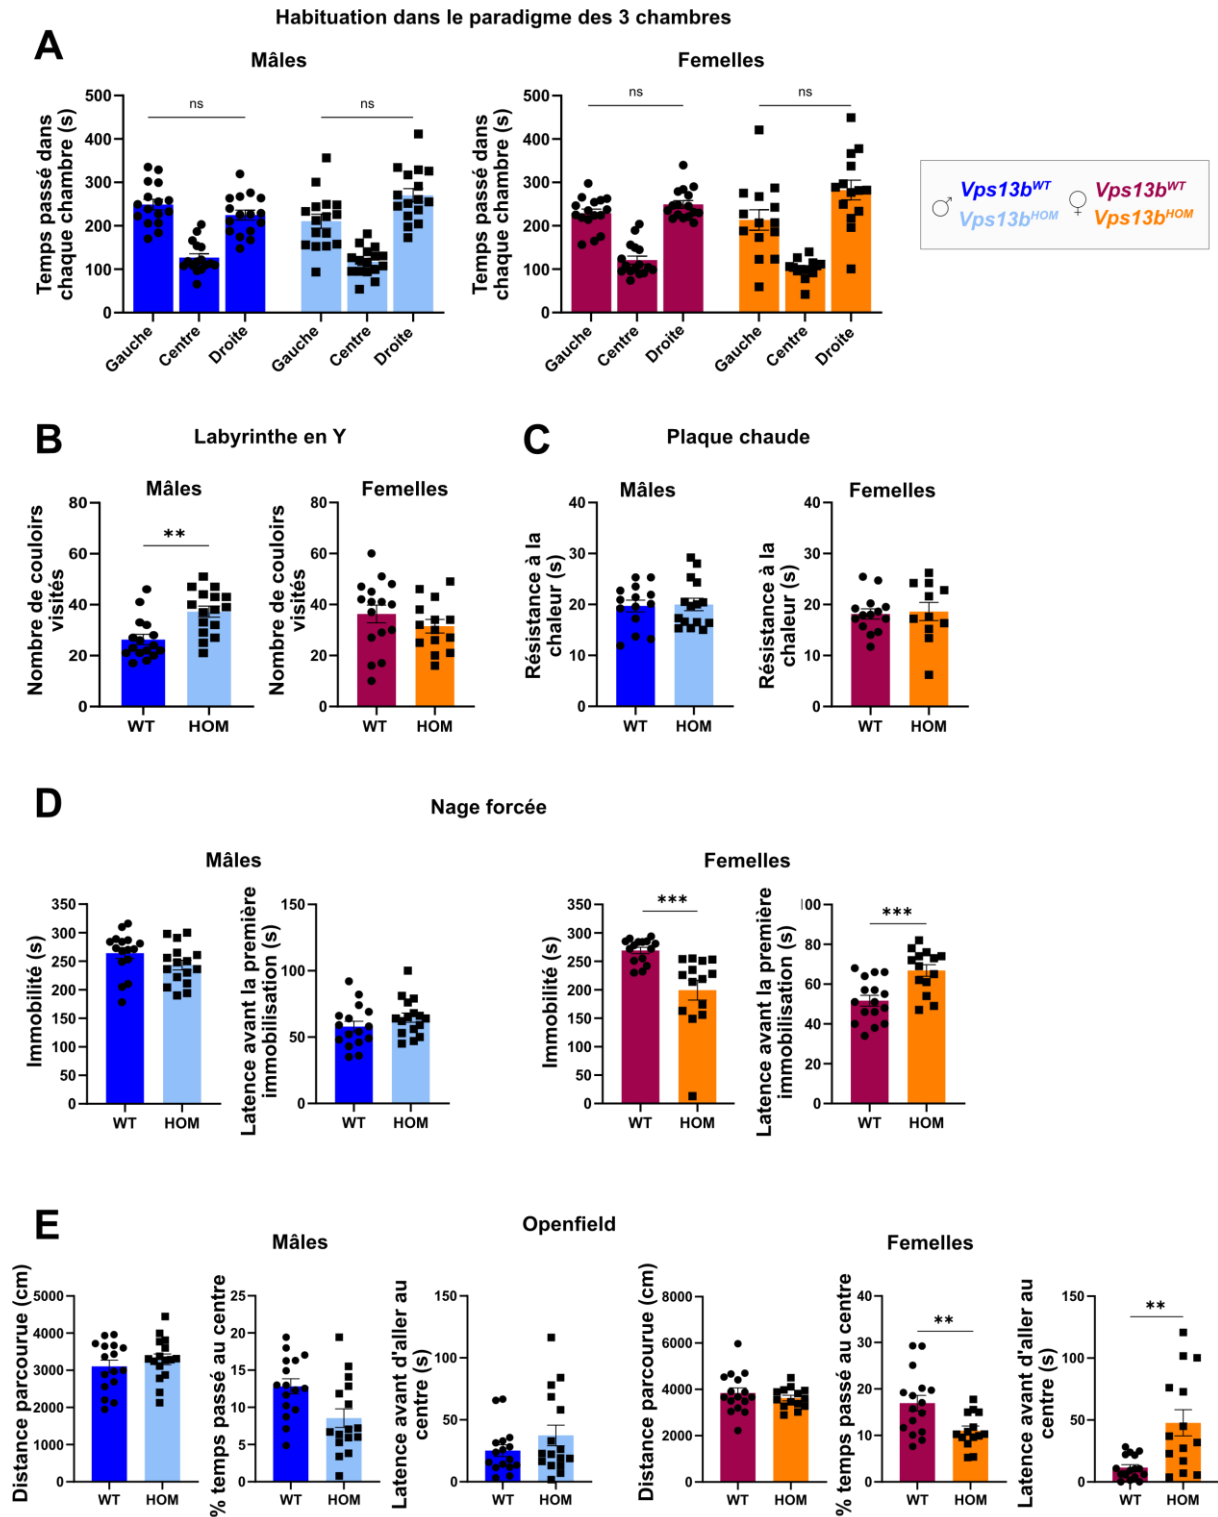 Habituation dans le paradigme des 3 chambres
A
Mâles
Femelles
Temps passé dans
chaque chambre (s)
500
400
300
200
100
0
ns
ns
Gauche
Centre
Droite
Gauche
Centre
Droite
Temps passé dans
chaque chambre (s)
500
400
300
200
100
0
ns
ns
Gauche
Centre
Droite
Gauche
Centre
Droite
♂ Vps13bWT
Vps13bHOM
♀ Vps13bWT
Vps13bHOM
B
Labyrinthe en Y
Mâles
Nombre de couloirs
visités
80
60
40
20
0
**
WT
HOM
Femelles
Nombre de couloirs
visités
80
60
40
20
0
WT
HOM
C
Plaque chaude
Mâles
Résistance à la
chaleur (s)
40
30
20
10
0
WT
HOM
Femelles
Résistance à la
chaleur (s)
40
30
20
10
0
WT
HOM
D
Nage forcée
Mâles
Immobilité (s)
350
300
250
200
150
100
50
0
WT
HOM
Latence avant la première
immobilisation (s)
150
100
50
0
WT
HOM
Femelles
Immobilité (s)
350
300
250
200
150
100
50
0
***
WT
HOM
Latence avant la première
immobilisation (s)
100
80
60
40
20
0
***
WT
HOM
E
Openfield
Mâles
Distance parcourue (cm)
5000
4000
3000
2000
1000
0
WT
HOM
% temps passé au centre
25
20
15
10
5
0
WT
HOM
Latence avant d'aller au
centre (s)
150
100
50
0
WT
HOM
Femelles
Distance parcourue (cm)
8000
6000
4000
2000
0
WT
HOM
% temps passé au centre
40
30
20
10
0
**
WT
HOM
Latence avant d'aller au
centre (s)
150
100
50
0
**
WT
HOM